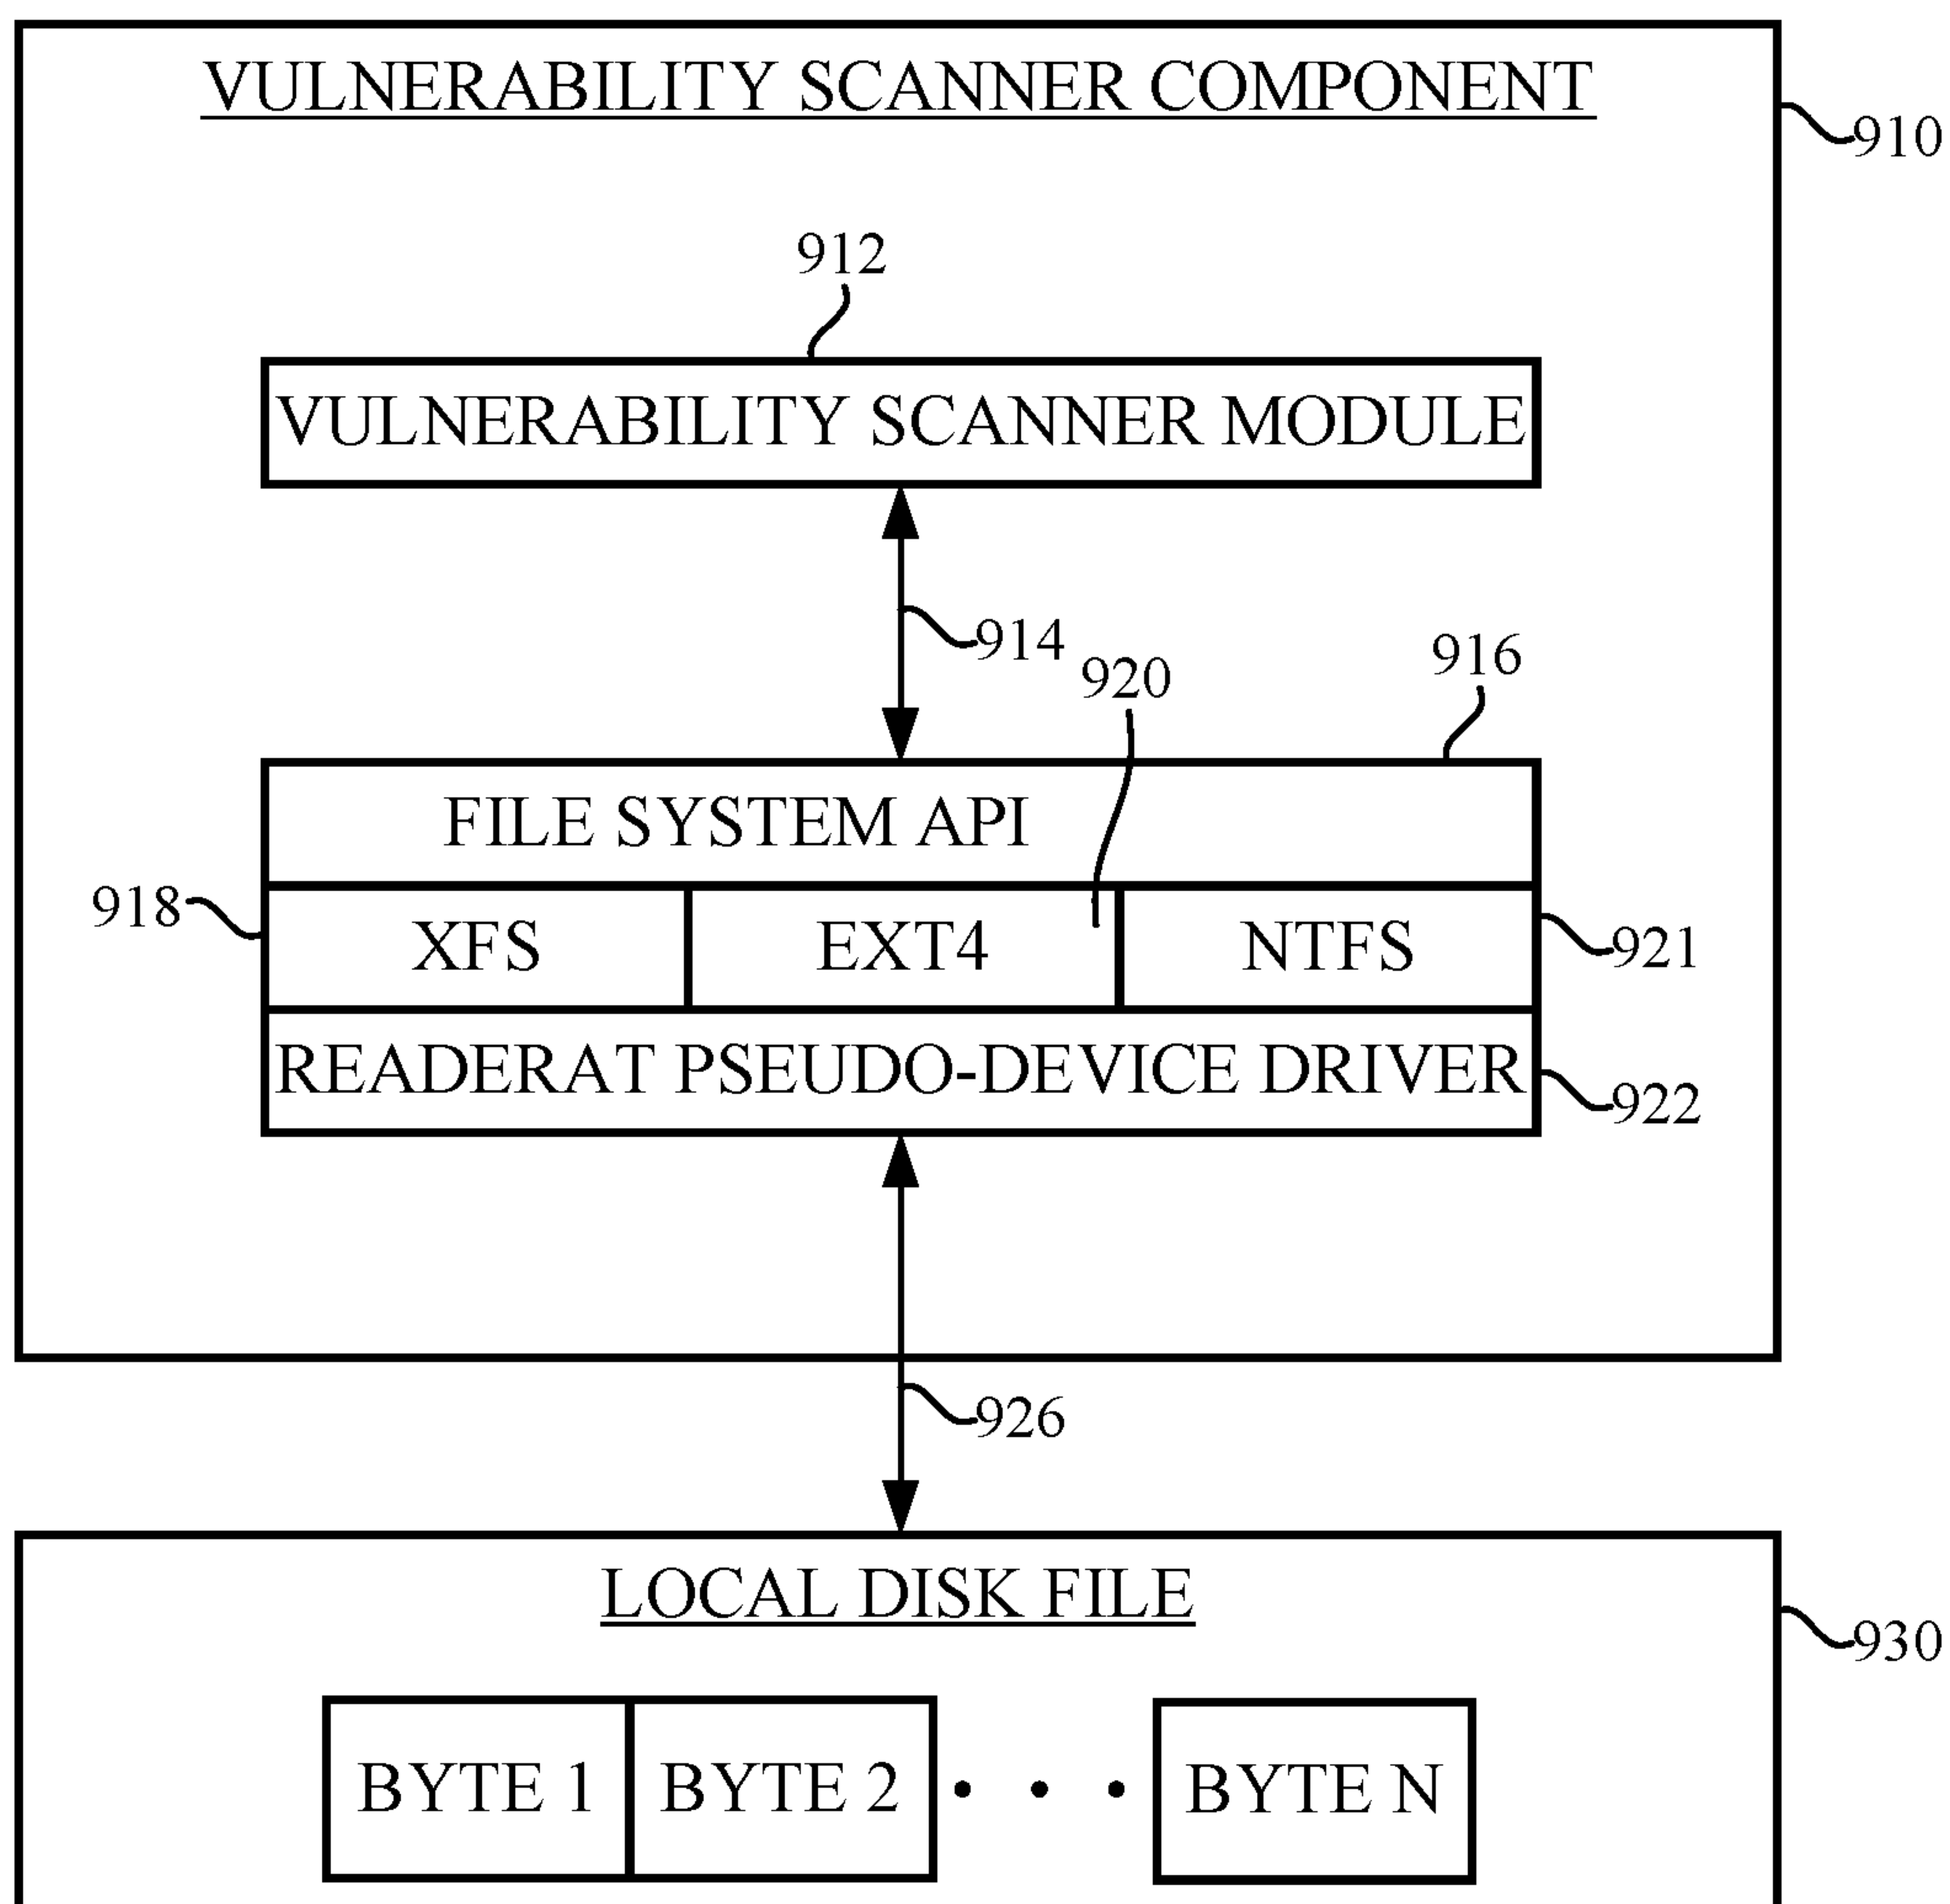 VULNERABILITY SCANNER COMPONENT
910
912
VULNERABILITY SCANNER MODULE
914
920
916
FILE SYSTEM API
918
XFS
EXT4
NTFS
921
READERAT PSEUDO-DEVICE DRIVER
922
926
LOCAL DISK FILE
930
BYTE 1
BYTE 2
• • •
BYTE N